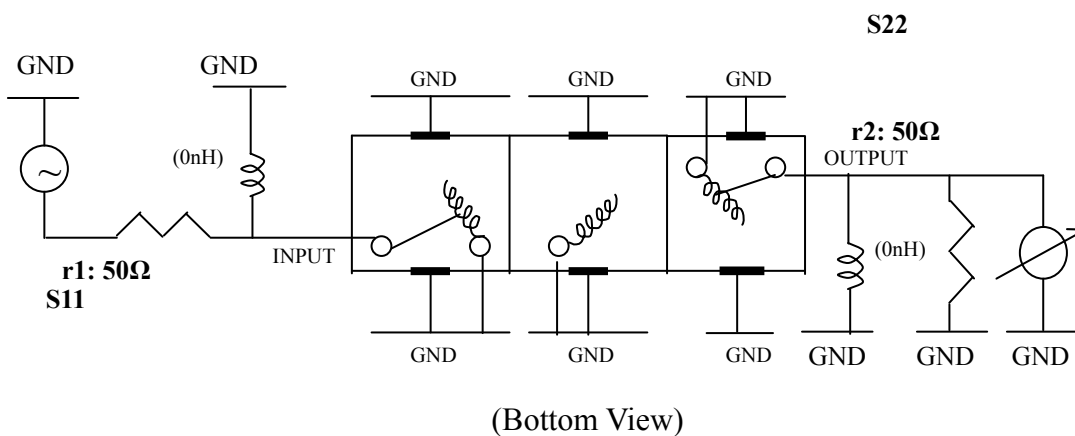 S22
GND
GND
GND
GND
GND
r2: 50Ω
OUTPUT
(0nH)
INPUT
(0nH)
r1: 50Ω
S11
GND
GND
GND
GND
GND
GND
(Bottom View)